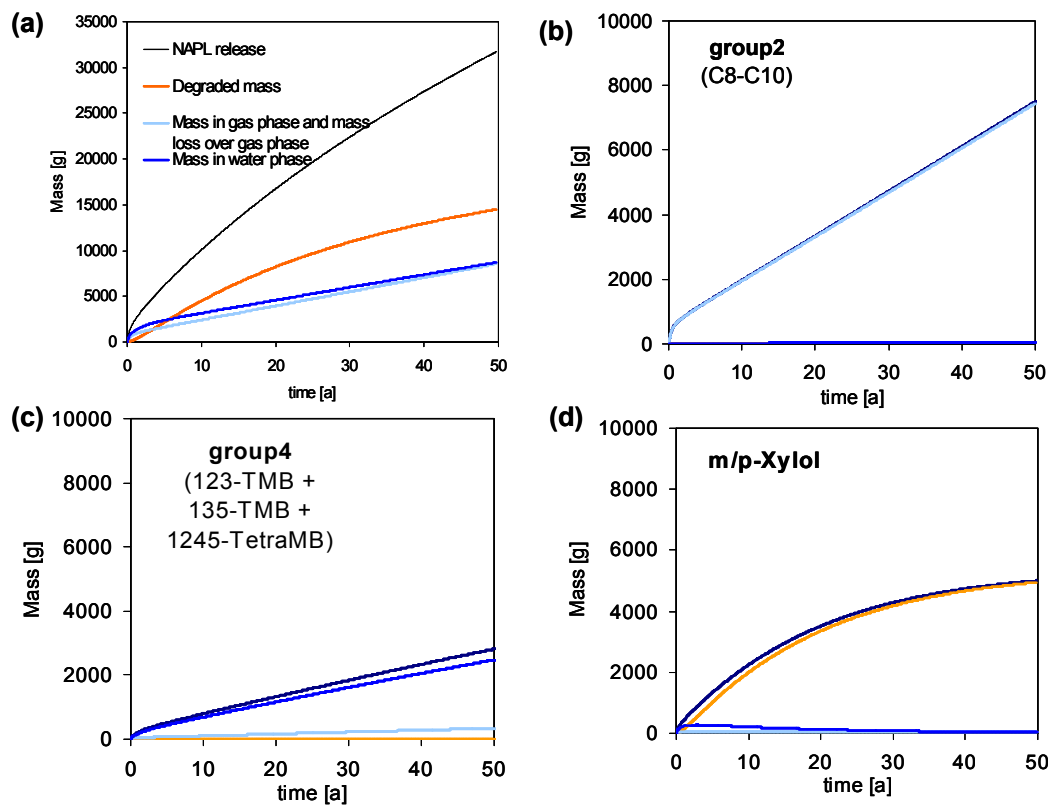 (a)
35000
30000
25000
20000
15000
10000
5000
0
Mass [g]
NAPL release
Degraded mass
Mass in gas phase and mass
loss over gas phase
Mass in water phase
0 10 20 30 40 50
time [a]
(b)
10000
8000
6000
4000
2000
0
Mass [g]
group2
(C8-C10)
0 10 20 30 40 50
time [a]
(c)
10000
8000
6000
4000
2000
0
Mass [g]
group4
(123-TMB +
135-TMB +
1245-TetraMB)
0 10 20 30 40 50
time [a]
(d)
10000
8000
6000
4000
2000
0
Mass [g]
m/p-Xylol
0 10 20 30 40 50
time [a]